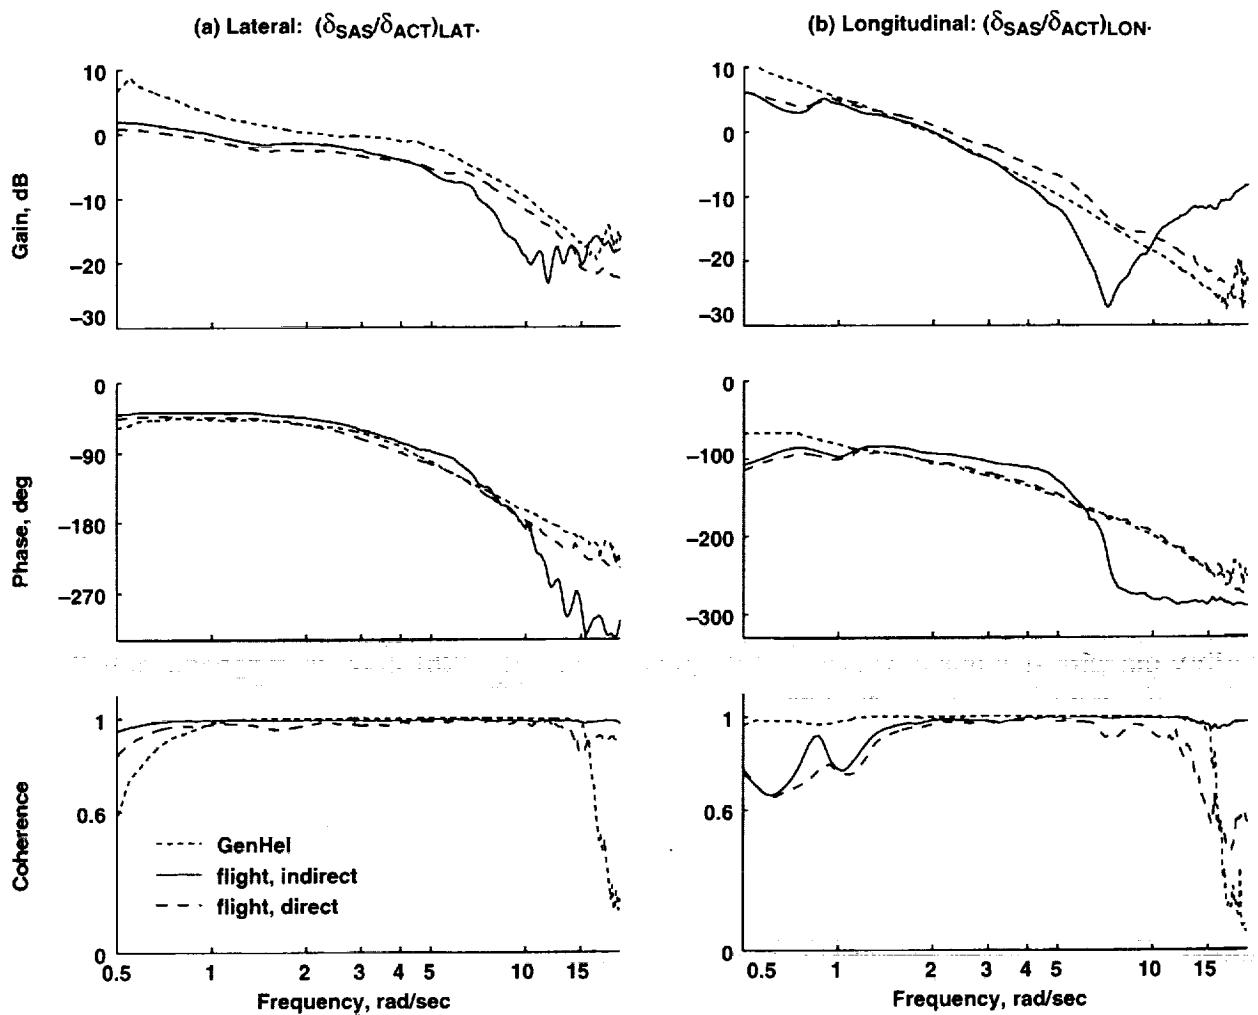 (a) Lateral: (δSAS/δACT)LAT.
(b) Longitudinal: (δSAS/δACT)LON.
Gain, dB
10
0
−10
−20
−30
10
0
−10
−20
−30
Phase, deg
0
−90
−180
−270
0
−100
−200
−300
Coherence
1
0.6
0
GenHel
flight, indirect
flight, direct
1
0.6
0
0.5 1 2 3 4 5 10 15
Frequency, rad/sec
0.5 1 2 3 4 5 10 15
Frequency, rad/sec